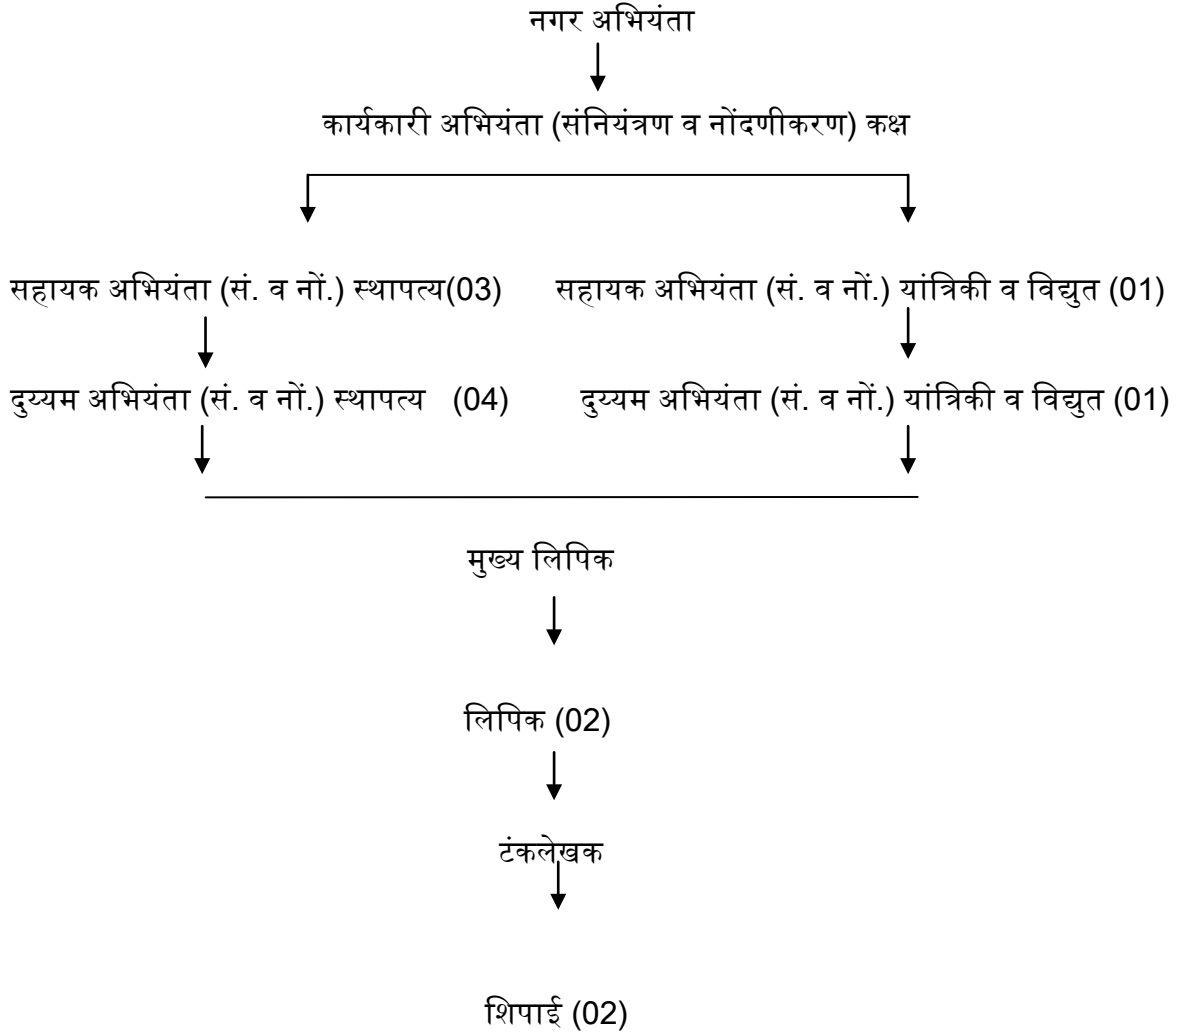 नगर अभियंता
कार्यकारी अभियंता (संनियंत्रण व नोंदणीकरण) कक्ष
सहायक अभियंता (सं. व नों.) स्थापत्य(03) सहायक अभियंता (सं. व नों.) यांत्रिकी व विद्युत (01)
दुय्यम अभियंता (सं. व नों.) स्थापत्य (04) दुय्यम अभियंता (सं. व नों.) यांत्रिकी व विद्युत (01)
मुख्य लिपिक
लिपिक (02)
टंकलेखक
शिपाई (02)